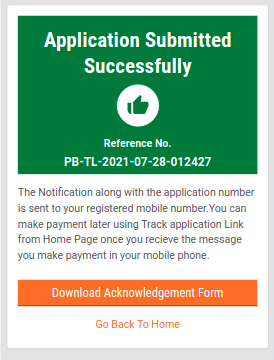 Application Submitted
Successfully
Reference No.
PB-TL-2021-07-28-012427
The Notification along with the application number
is sent to your registered mobile number.You can
make payment later using Track application Link
from Home Page once you recieve the message
you make payment in your mobile phone.
Download Acknowledgement Form
Go Back To Home